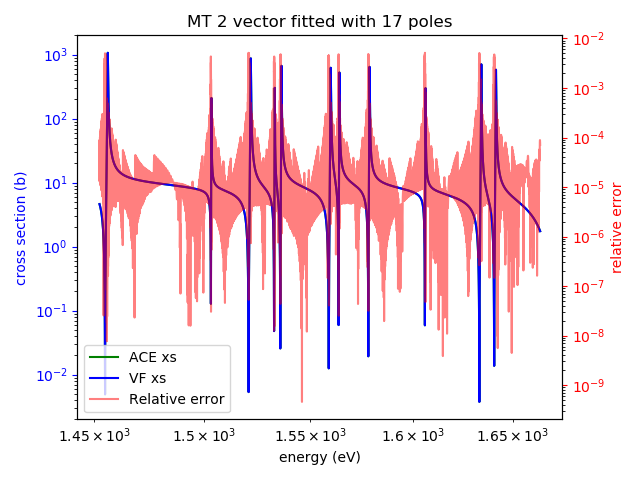 MT 2 vector fitted with 17 poles
10³
10²
10¹
10⁰
10⁻¹
10⁻²
cross section (b)
10⁻²
10⁻³
10⁻⁴
10⁻⁵
10⁻⁶
10⁻⁷
10⁻⁸
10⁻⁹
relative error
ACE xs
VF xs
Relative error
1.45×10³ 1.5×10³ 1.55×10³ 1.6×10³ 1.65×10³
energy (eV)